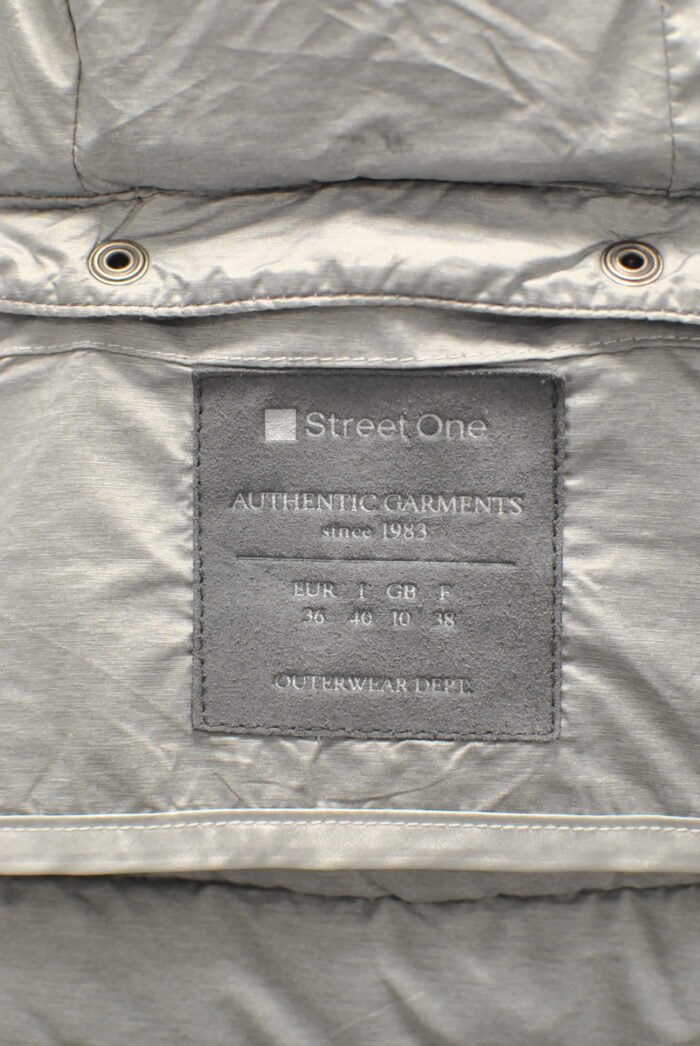 Street One
AUTHENTIC GARMENTS
since 1983
EUR I GB F
36 40 10 38
OUTERWEAR DEPT.